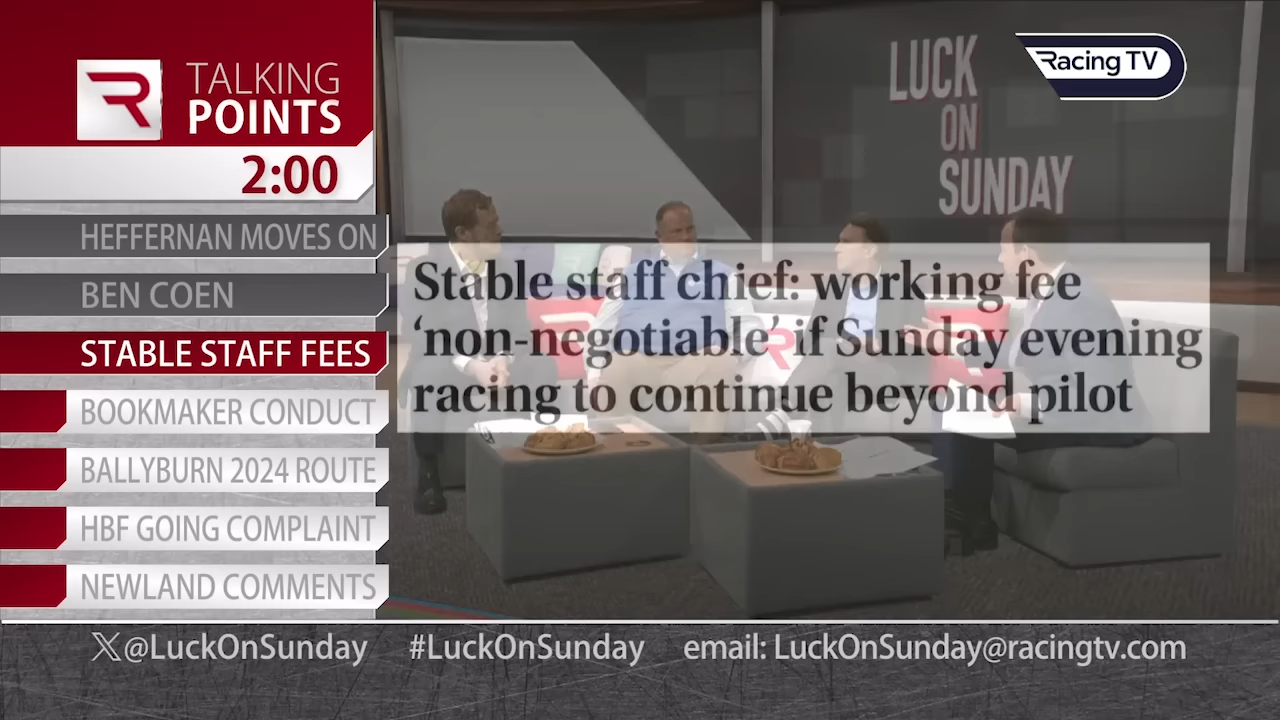 TALKING
POINTS
2:00
HEFFERNAN MOVES ON
BEN COEN
STABLE STAFF FEES
BOOKMAKER CONDUCT
BALLYBURN 2024 ROUTE
HBF GOING COMPLAINT
NEWLAND COMMENTS
Racing TV
LUCK
ON
SUNDAY
Stable staff chief: working fee
‘non-negotiable’ if Sunday evening
racing to continue beyond pilot
X@LuckOnSunday #LuckOnSunday email: LuckOnSunday@racingtv.com